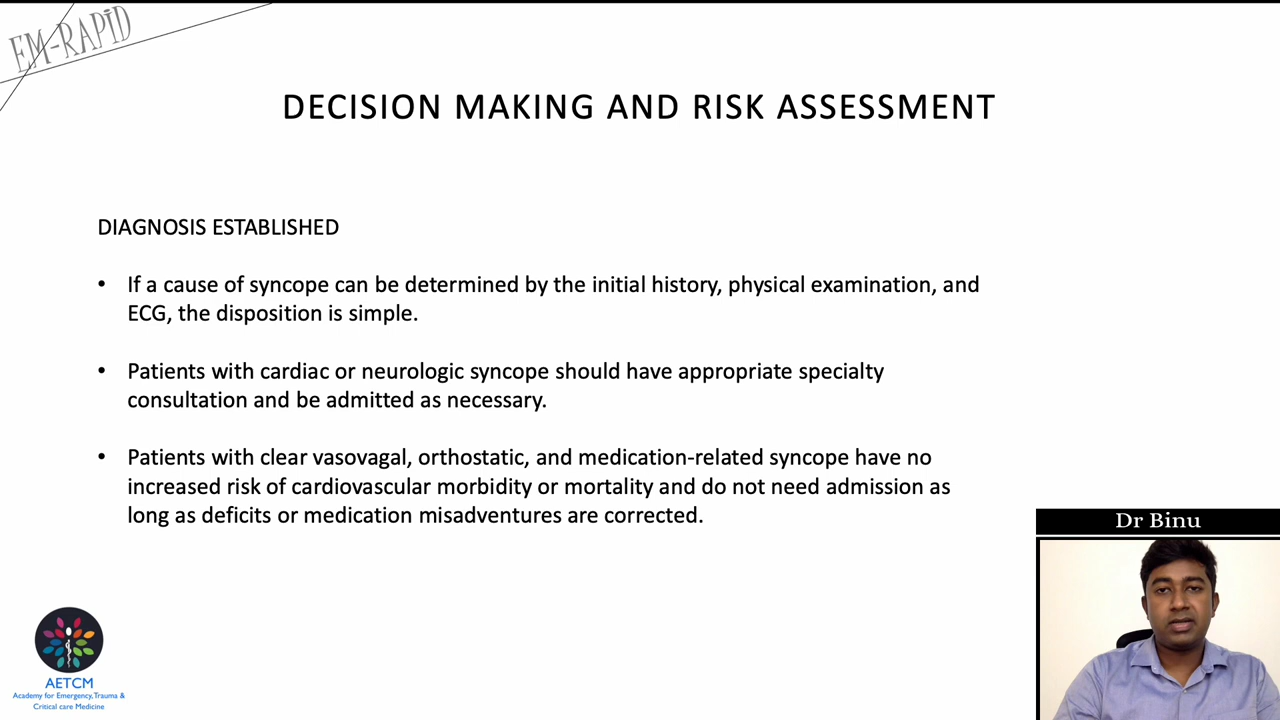 EM-RAPiD
DECISION MAKING AND RISK ASSESSMENT
DIAGNOSIS ESTABLISHED
• If a cause of syncope can be determined by the initial history, physical examination, and
ECG, the disposition is simple.
• Patients with cardiac or neurologic syncope should have appropriate specialty
consultation and be admitted as necessary.
• Patients with clear vasovagal, orthostatic, and medication-related syncope have no
increased risk of cardiovascular morbidity or mortality and do not need admission as
long as deficits or medication misadventures are corrected.
Dr Binu
AETCM
Academy for Emergency,Trauma &
Critical care Medicine